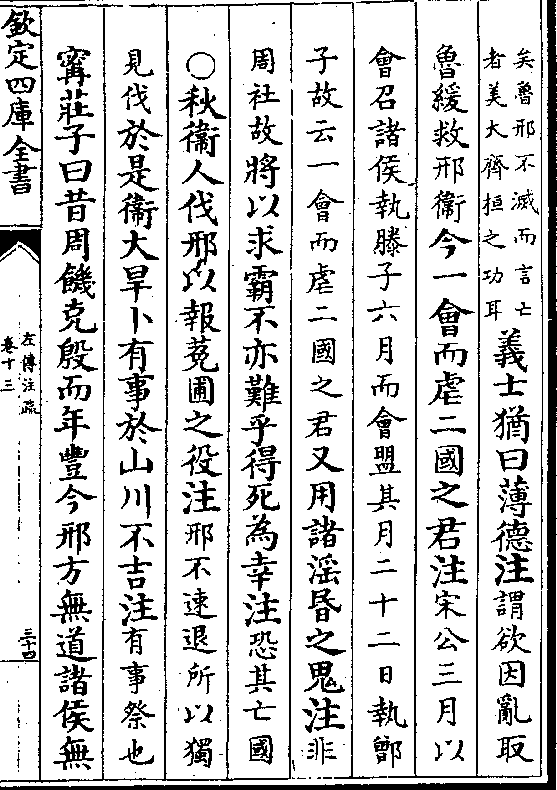 矣魯邢不滅而言亡
者美大齊桓之功耳
義士猶曰薄德注謂欲因亂取
魯緩救邢衞今一會而虐二國之君注宋公三月以
會召諸侯執滕子六月而會盟其月二十二日執鄫
子故云一會而虐二國之君又用諸淫昬之鬼注非
周社故將以求霸不亦難乎得死為幸注恐其亡國
○秋衞人伐邢以報菟圃之役注邢不速退所以獨
見伐於是衞大旱卜有事於山川不吉注有事祭也
甯莊子曰昔周饑克殷而年豐今邢方無道諸侯無
欽定四庫全書
左傳注疏
卷十三
三十四